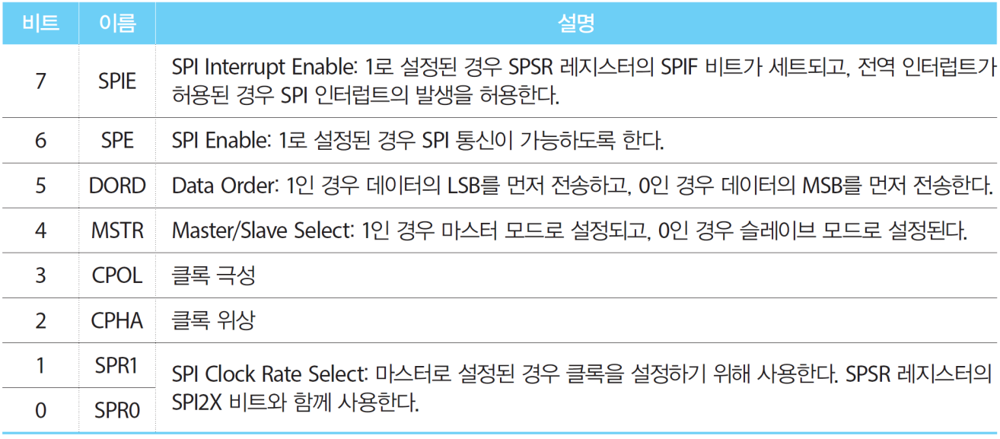 비트 이름 설명
7 SPIE SPI Interrupt Enable: 1로 설정된 경우 SPSR 레지스터의 SPIF 비트가 세트되고, 전역 인터럽트가
허용된 경우 SPI 인터럽트의 발생을 허용한다.
6 SPE SPI Enable: 1로 설정된 경우 SPI 통신이 가능하도록 한다.
5 DORD Data Order: 1인 경우 데이터의 LSB를 먼저 전송하고, 0인 경우 데이터의 MSB를 먼저 전송한다.
4 MSTR Master/Slave Select: 1인 경우 마스터 모드로 설정되고, 0인 경우 슬레이브 모드로 설정된다.
3 CPOL 클록 극성
2 CPHA 클록 위상
1 SPR1 SPI Clock Rate Select: 마스터로 설정된 경우 클록을 설정하기 위해 사용한다. SPSR 레지스터의
0 SPR0 SPI2X 비트와 함께 사용한다.